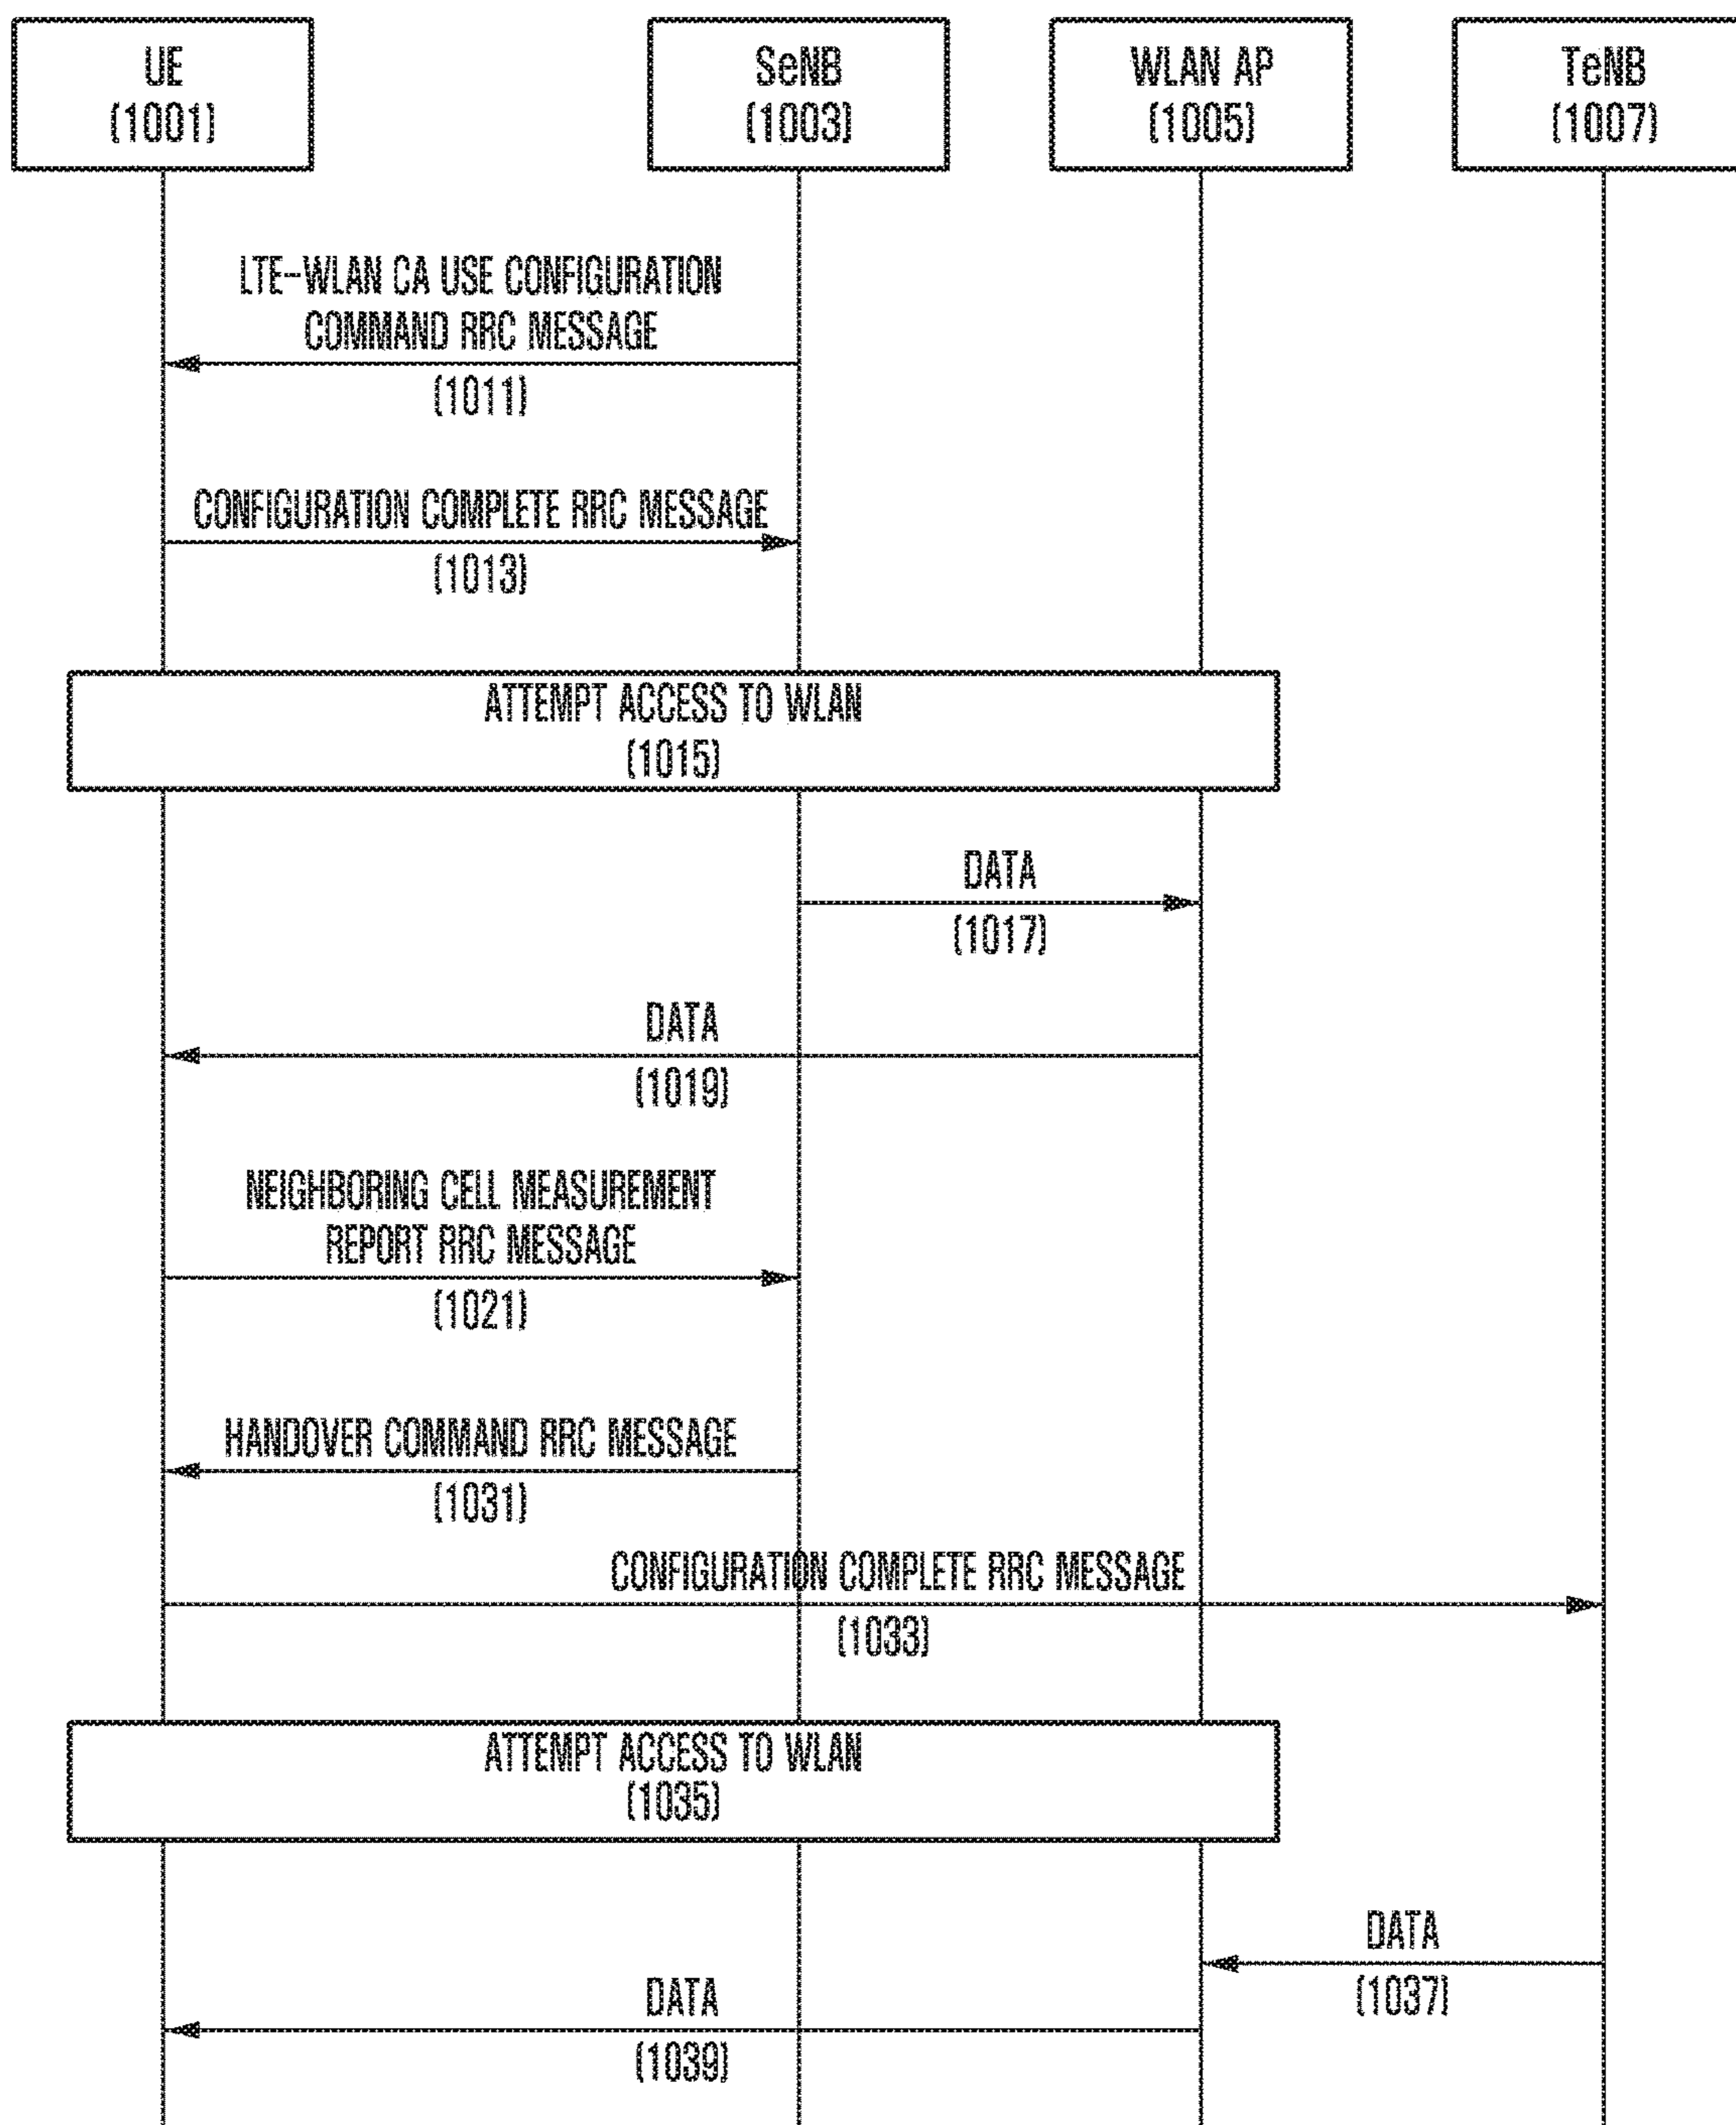 UE
(1001)
SeNB
(1003)
WLAN AP
(1005)
TeNB
(1007)
LTE-WLAN CA USE CONFIGURATION
COMMAND RRC MESSAGE
(1011)
CONFIGURATION COMPLETE RRC MESSAGE
(1013)
ATTEMPT ACCESS TO WLAN
(1015)
DATA
(1017)
DATA
(1019)
NEIGHBORING CELL MEASUREMENT
REPORT RRC MESSAGE
(1021)
HANDOVER COMMAND RRC MESSAGE
(1031)
CONFIGURATION COMPLETE RRC MESSAGE
(1033)
ATTEMPT ACCESS TO WLAN
(1035)
DATA
(1037)
DATA
(1039)